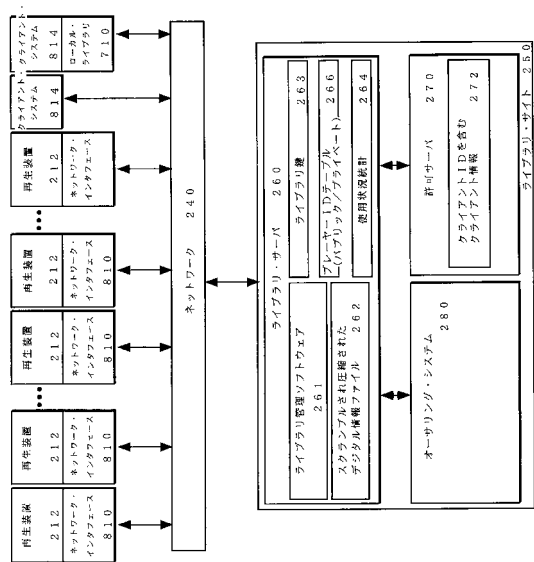 再生装置
212
ネットワーク・
インタフェース
810
再生装置
212
ネットワーク・
インタフェース
810
再生装置
212
ネットワーク・
インタフェース
810
再生装置
212
ネットワーク・
インタフェース
810
再生装置
212
ネットワーク・
インタフェース
クライアント・
システム
814
クライアント・
システム
814
ローカル・
ライブラリ
710
ネットワーク 240
ライブラリ・サーバ 260
ライブラリ管理ソフトウェア
261
スクランブルされ圧縮された
デジタル情報ファイル 262
ライブラリ鍵 263
プレーヤーIDテーブル 266
(パブリック/プライベート)
使用状況統計 264
オーサリング・システム
280
許可サーバ 270
クライアントIDを含む
クライアント情報 272
ライブラリ・サイト 250